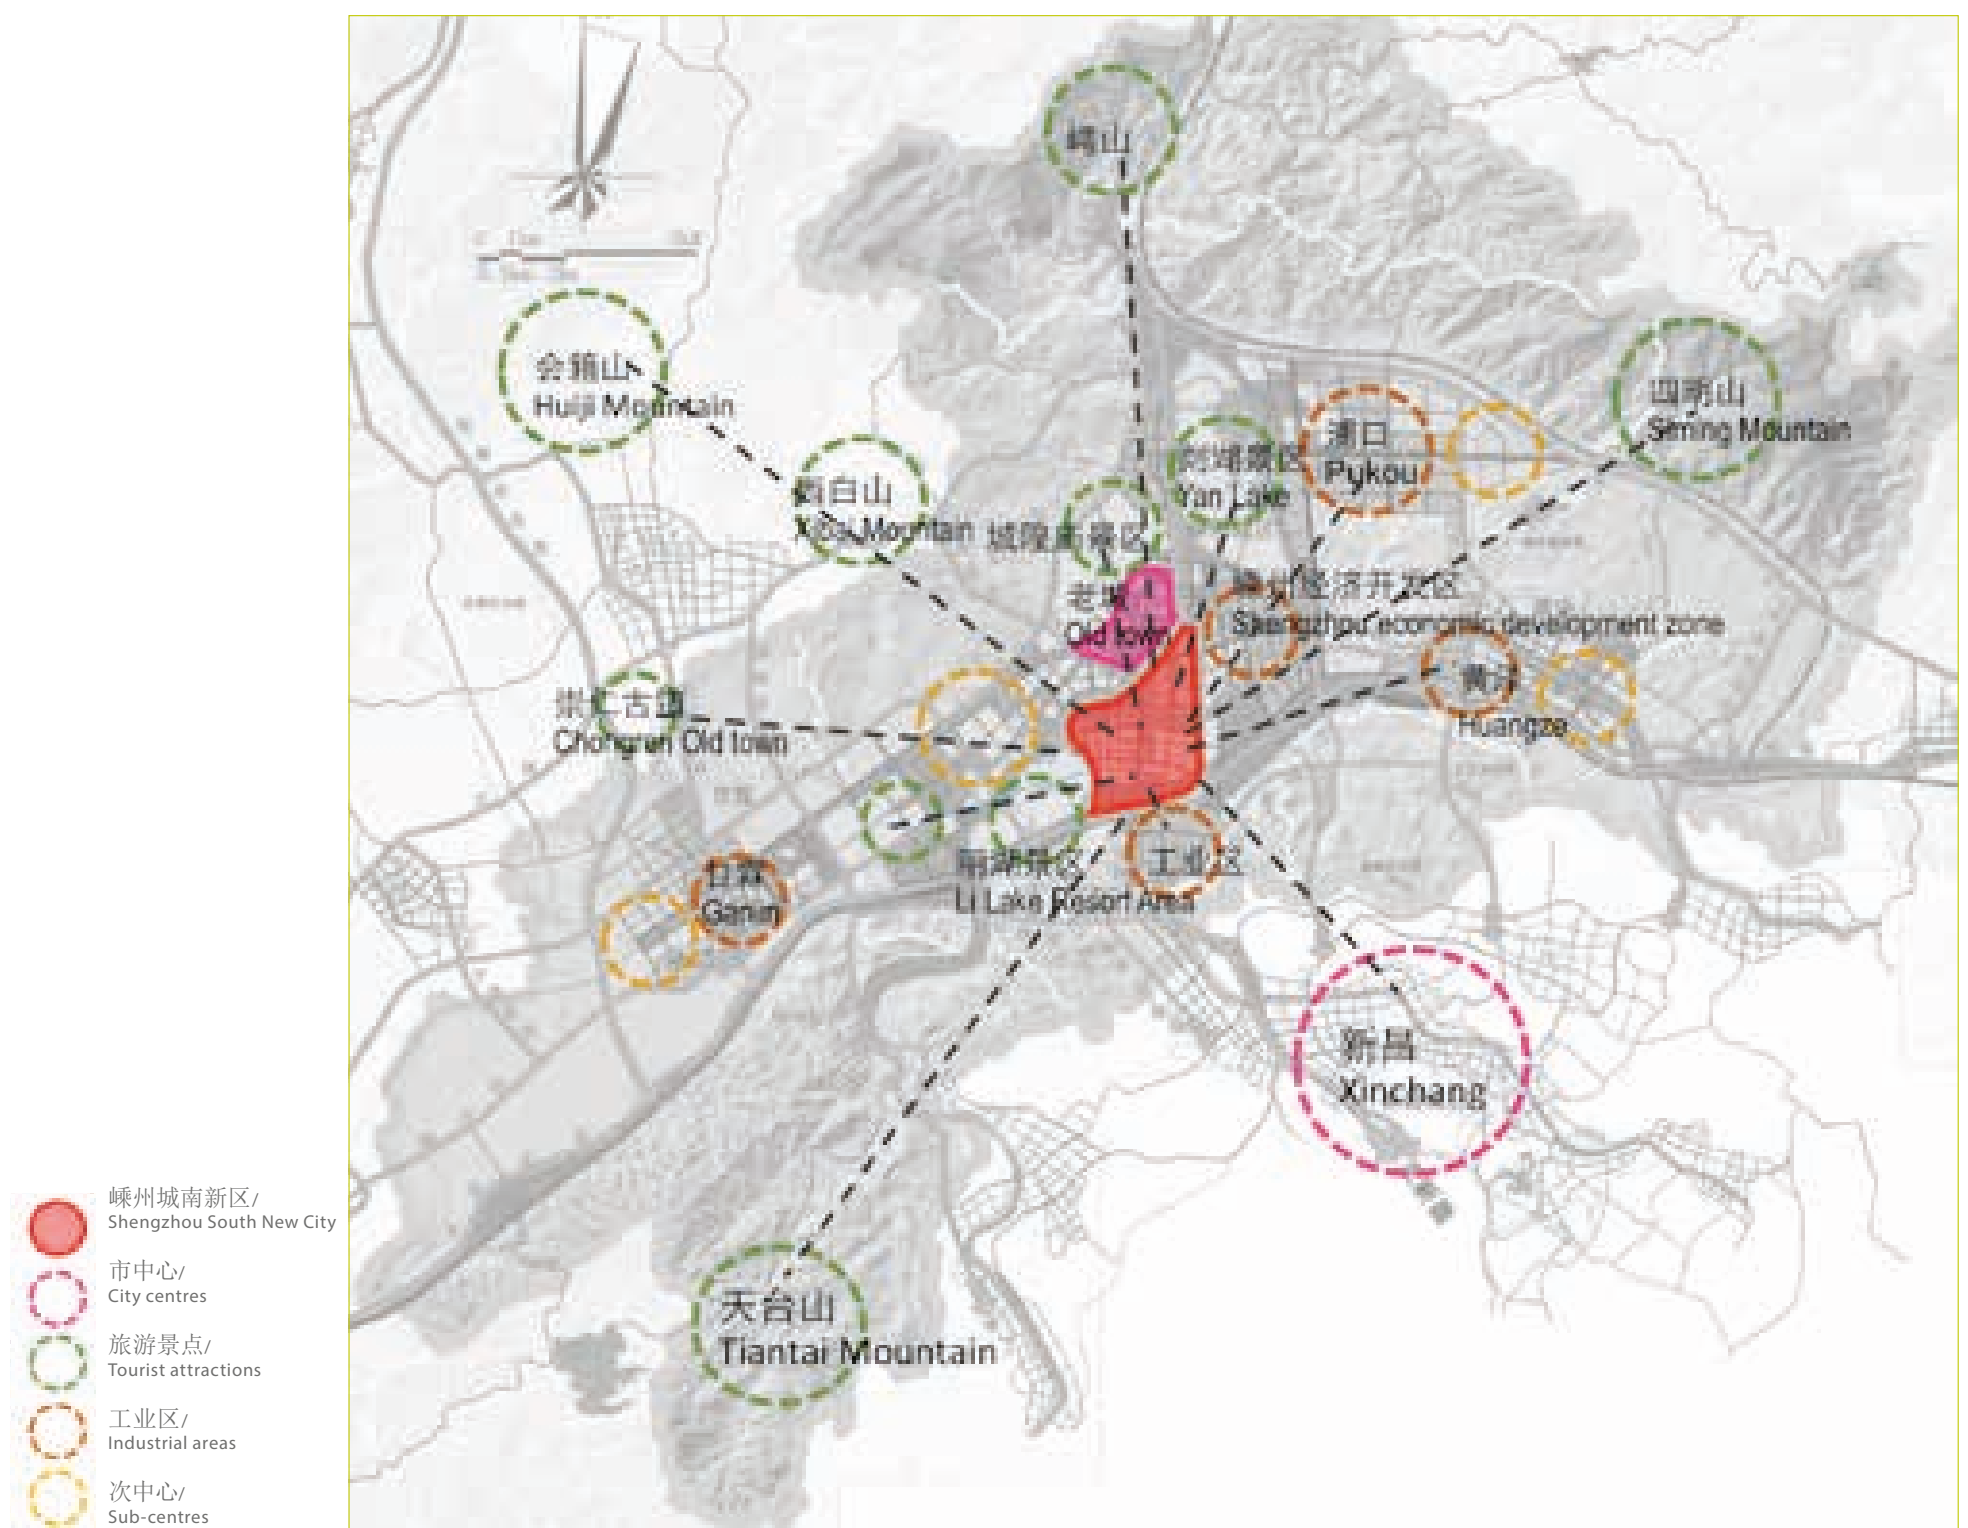 会稽山
Huiji Mountain
四明山
Siming Mountain
西白山
Xibai Mountain
城隍庙景区
剡湖景区
Yan Lake
浦口
Pykou
老城
Old town
嵊州经济开发区
Shengzhou economic development zone
崇仁古镇
Chongren Old town
黄泽
Huangze
甘霖
Ganin
丽湖景区
Li Lake Resort Area
工业区
新昌
Xinchang
天台山
Tiantai Mountain
嵊州城南新区/
Shengzhou South New City
市中心/
City centres
旅游景点/
Tourist attractions
工业区/
Industrial areas
次中心/
Sub-centres